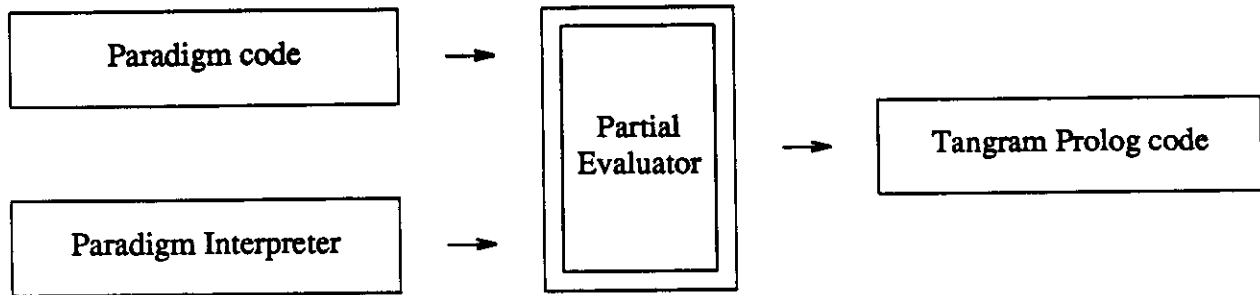 Paradigm code
Paradigm Interpreter
Partial
Evaluator
Tangram Prolog code